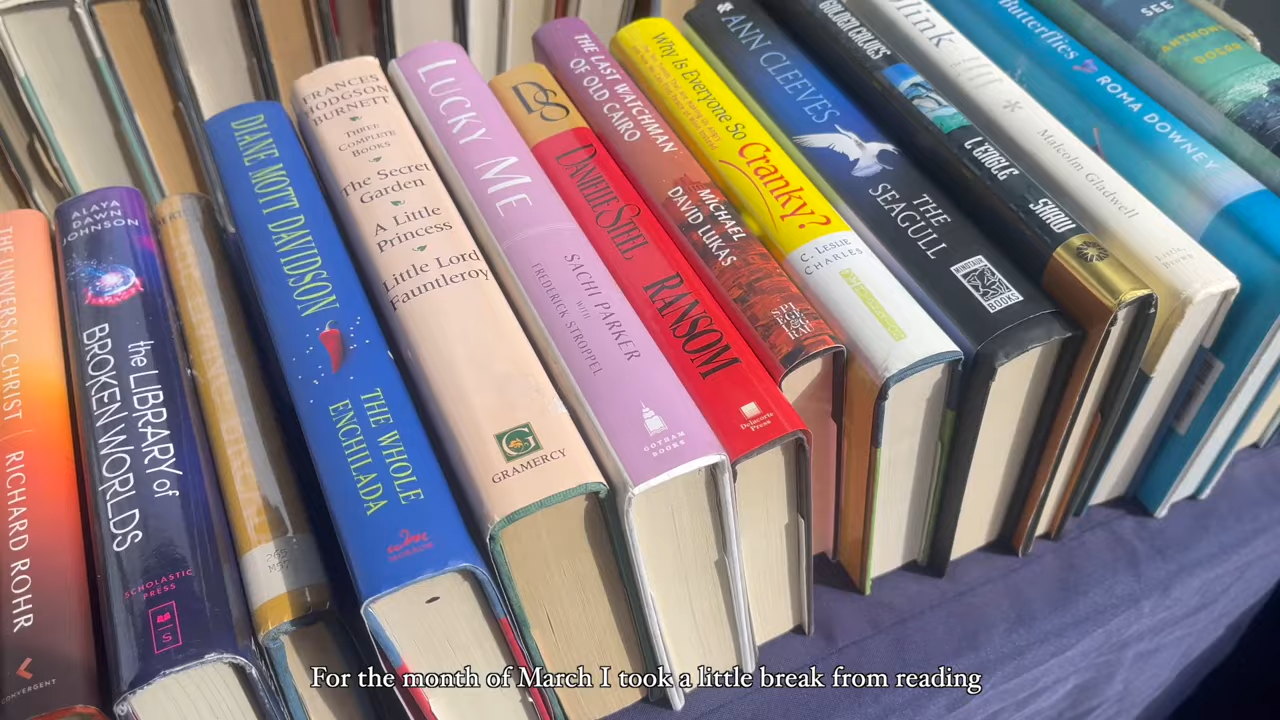 THE UNIVERSAL CHRIST | RICHARD ROHR
CONVERGENT
ALAYA
DAWN
JOHNSON
the LIBRARY of
BROKEN WORLDS
SCHOLASTIC
PRESS
S
DIANE MOTT DAVIDSON
THE WHOLE
ENCHILADA
FRANCES
HODGSON
BURNETT
THREE
COMPLETE
BOOKS
The Secret
Garden
A Little
Princess
Little Lord
Fauntleroy
G
GRAMERCY
LUCKY ME
SACHI PARKER
WITH
FREDERICK STROPPEL
GOTHAM
BOOKS
DANIELLE STEEL
RANSOM
Delacorte
Press
THE LAST WATCHMAN
OF OLD CAIRO
MICHAEL
DAVID LUKAS
Why Is Everyone So
Cranky?
C. LESLIE
CHARLES
ANN CLEEVES
THE
SEAGULL
MINOTAUR
BOOKS
L'ENGLE
SHAW
Blink
Malcolm Gladwell
Little,
Brown
Butterflies
ROMA DOWNEY
SEE
ANTHONY
DOERR
For the month of March I took a little break from reading